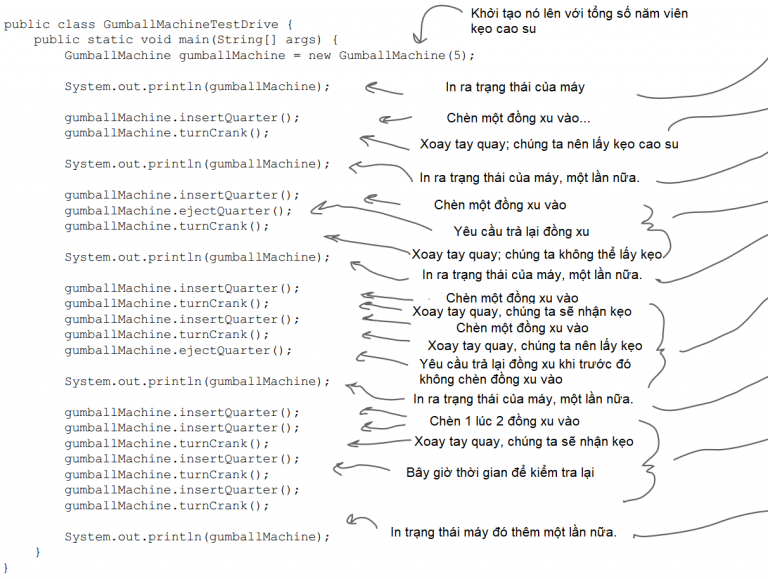 Khởi tạo nó lên với tổng số năm viên
kẹo cao su
public class GumballMachineTestDrive {
public static void main(String[] args) {
GumballMachine gumballMachine = new GumballMachine(5);
System.out.println(gumballMachine);
In ra trạng thái của máy
gumballMachine.insertQuarter();
Chèn một đồng xu vào...
gumballMachine.turnCrank();
Xoay tay quay; chúng ta nên lấy kẹo cao su
System.out.println(gumballMachine);
In ra trạng thái của máy, một lần nữa.
gumballMachine.insertQuarter();
Chèn một đồng xu vào
gumballMachine.ejectQuarter();
Yêu cầu trả lại đồng xu
gumballMachine.turnCrank();
Xoay tay quay; chúng ta không thể lấy kẹo.
System.out.println(gumballMachine);
In ra trạng thái của máy, một lần nữa.
gumballMachine.insertQuarter();
Chèn một đồng xu vào
gumballMachine.turnCrank();
Xoay tay quay, chúng ta sẽ nhận kẹo
gumballMachine.insertQuarter();
Chèn một đồng xu vào
gumballMachine.turnCrank();
Xoay tay quay, chúng ta nên lấy kẹo
gumballMachine.ejectQuarter();
Yêu cầu trả lại đồng xu khi trước đó
không chèn đồng xu vào
System.out.println(gumballMachine);
In ra trạng thái của máy, một lần nữa.
gumballMachine.insertQuarter();
Chèn 1 lúc 2 đồng xu vào
gumballMachine.insertQuarter();
gumballMachine.turnCrank();
Xoay tay quay, chúng ta sẽ nhận kẹo
gumballMachine.insertQuarter();
gumballMachine.turnCrank();
Bây giờ thời gian để kiểm tra lại
gumballMachine.insertQuarter();
gumballMachine.turnCrank();
System.out.println(gumballMachine);
In trạng thái máy đó thêm một lần nữa.
}
}